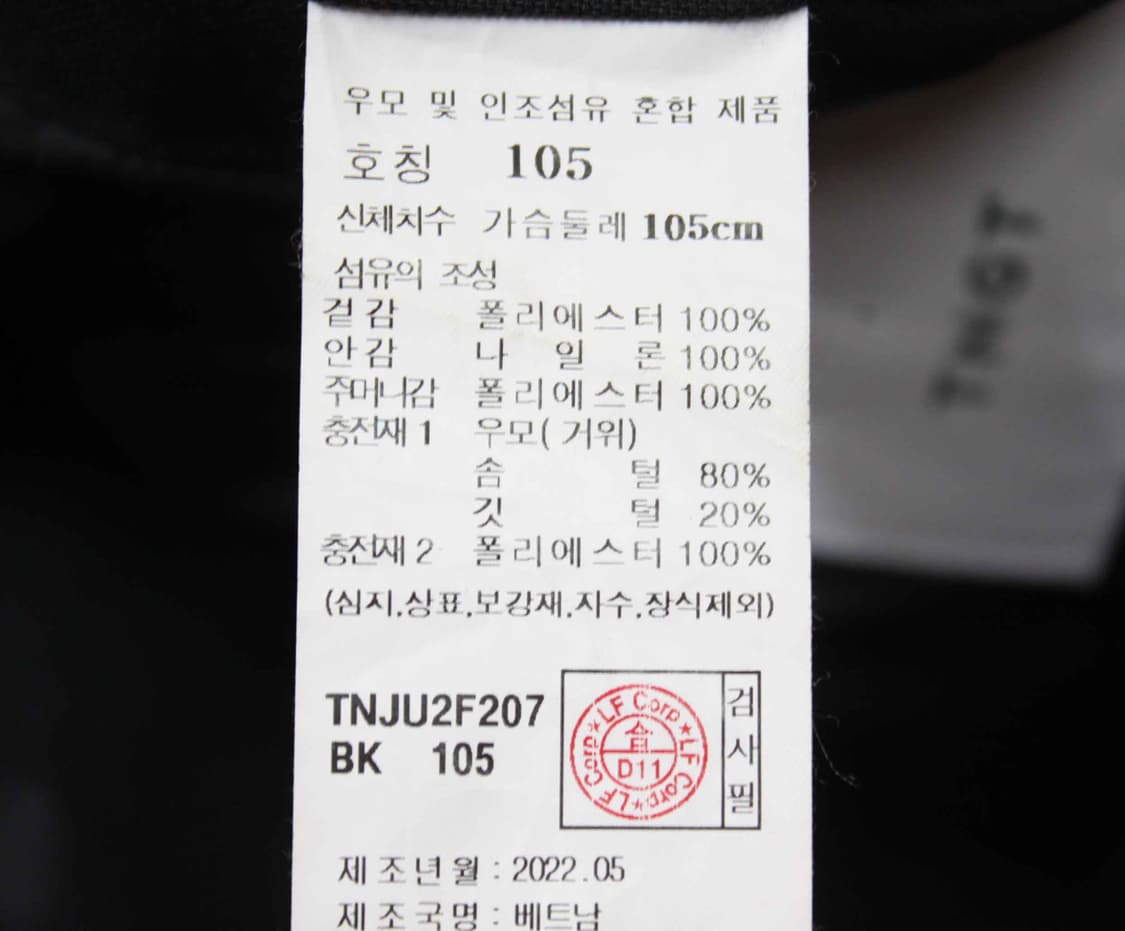 우모 및 인조섬유 혼합 제품
호칭 105
신체치수 가슴둘레 105cm
섬유의 조성
겉감 폴리에스터 100%
안감 나일론 100%
주머니감 폴리에스터 100%
충전재 1 우모( 거위)
솜털 80%
깃털 20%
충전재 2 폴리에스터 100%
(심지,상표,보강재,자수,장식제외)
TNJU2F207
BK 105
LF Corp★LF Corp★LF Corp★
D11
검사필
제조년월 : 2022.05
제조국명 : 베트남
TNGT